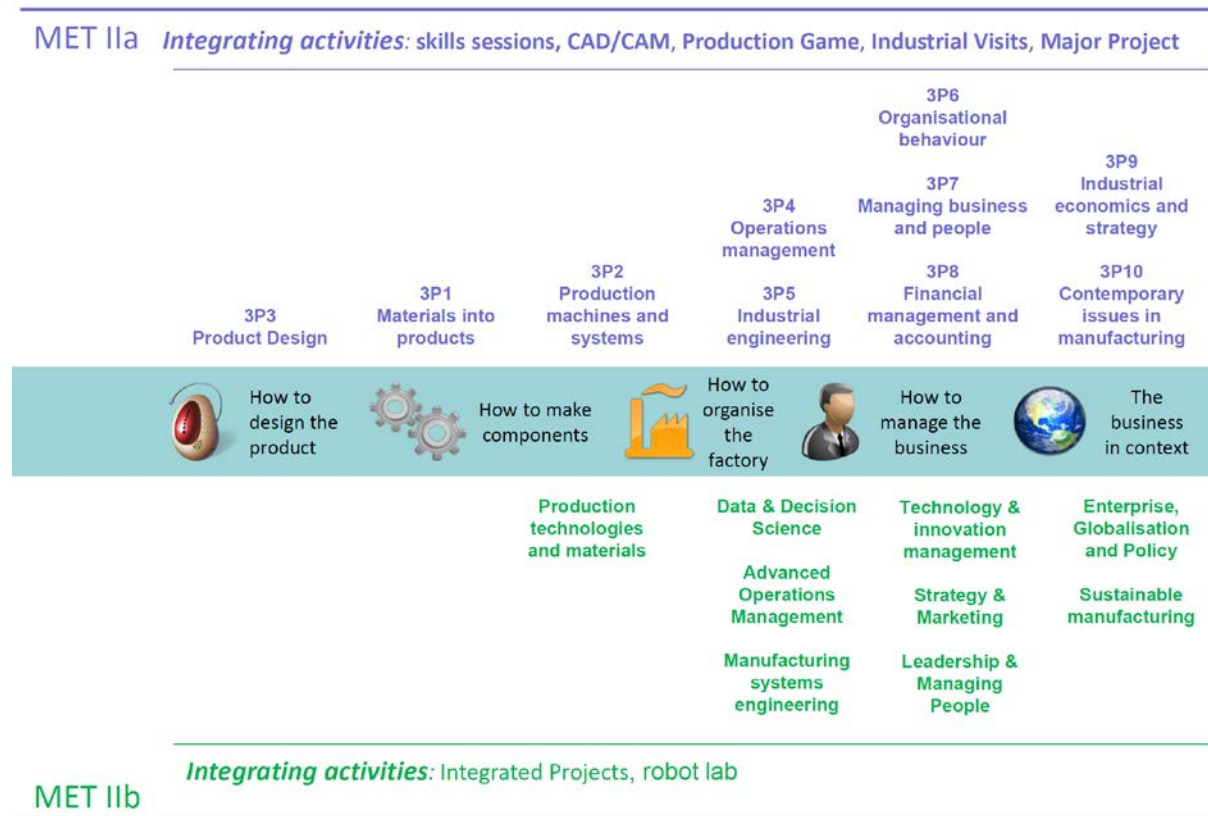 MET IIa Integrating activities: skills sessions, CAD/CAM, Production Game, Industrial Visits, Major Project
3P3
Product Design
3P1
Materials into
products
3P2
Production
machines and
systems
3P4
Operations
management
3P5
Industrial
engineering
3P6
Organisational
behaviour
3P7
Managing business
and people
3P8
Financial
management and
accounting
3P9
Industrial
economics and
strategy
3P10
Contemporary
issues in
manufacturing
How to
design the
product
How to make
components
How to
organise
the
factory
How to
manage the
business
The
business
in context
Production
technologies
and materials
Data & Decision
Science
Advanced
Operations
Management
Manufacturing
systems
engineering
Technology &
innovation
management
Strategy &
Marketing
Leadership &
Managing
People
Enterprise,
Globalisation
and Policy
Sustainable
manufacturing
Integrating activities: Integrated Projects, robot lab
MET IIb